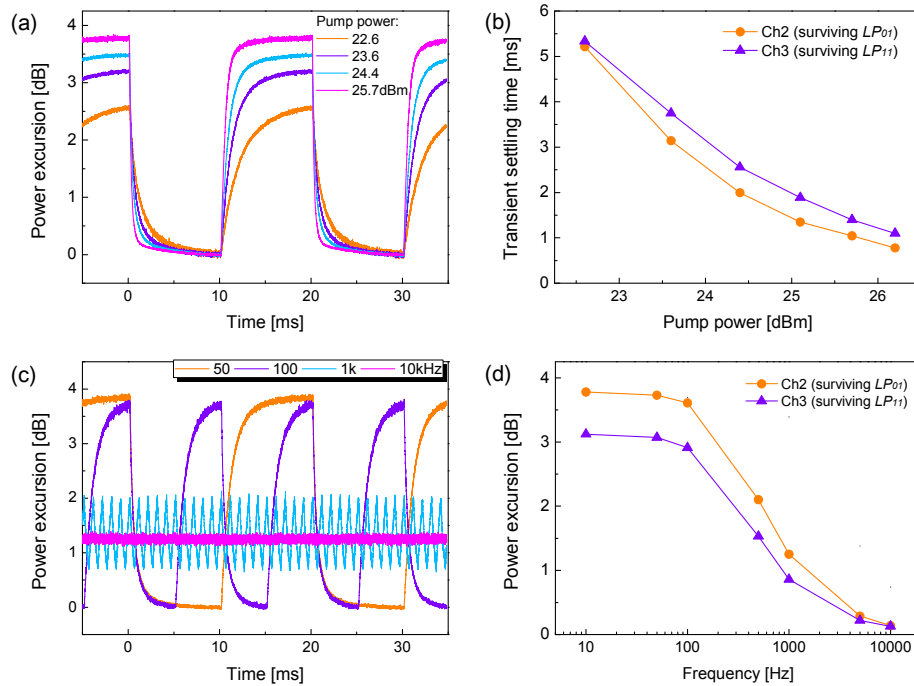 (a)
Pump power:
22.6
23.6
24.4
25.7dBm
4
3
2
1
0
Power excursion [dB]
0
10
20
30
Time [ms]
(b)
Ch2 (surviving LP01)
Ch3 (surviving LP11)
6
5
4
3
2
1
0
Transient settling time [ms]
23
24
25
26
Pump power [dBm]
(c)
50
100
1k
10kHz
4
3
2
1
0
Power excursion [dB]
0
10
20
30
Time [ms]
(d)
Ch2 (surviving LP01)
Ch3 (surviving LP11)
4
3
2
1
0
Power excursion [dB]
10
100
1000
10000
Frequency [Hz]